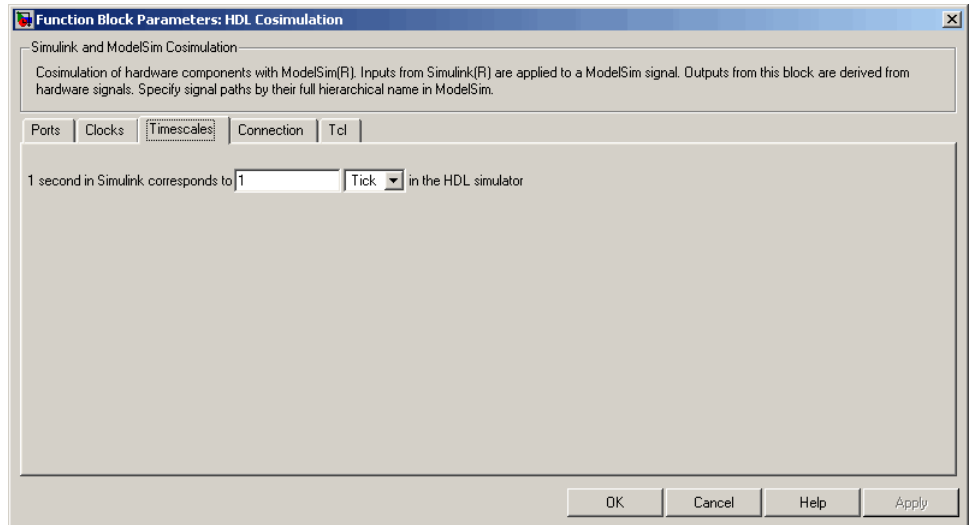 Function Block Parameters: HDL Cosimulation
Simulink and ModelSim Cosimulation
Cosimulation of hardware components with ModelSim(R). Inputs from Simulink(R) are applied to a ModelSim signal. Outputs from this block are derived from
hardware signals. Specify signal paths by their full hierarchical name in ModelSim.
Ports Clocks Timescales Connection Tcl
1 second in Simulink corresponds to 1 Tick in the HDL simulator
OK Cancel Help Apply